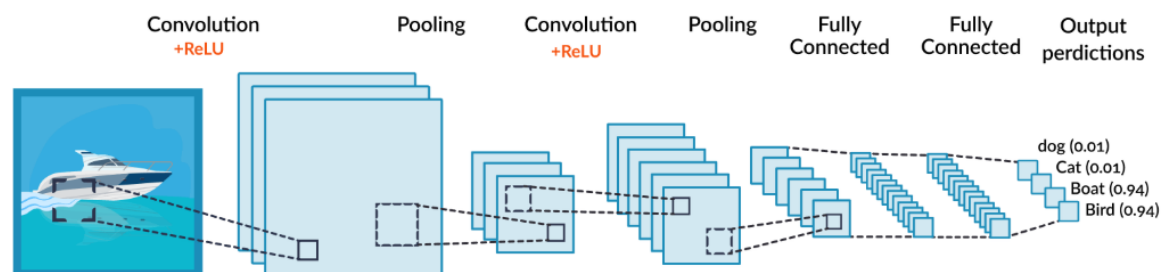 Convolution
+ReLU
Pooling
Convolution
+ReLU
Pooling
Fully
Connected
Fully
Connected
Output
perdictions
dog (0.01)
Cat (0.01)
Boat (0.94)
Bird (0.94)